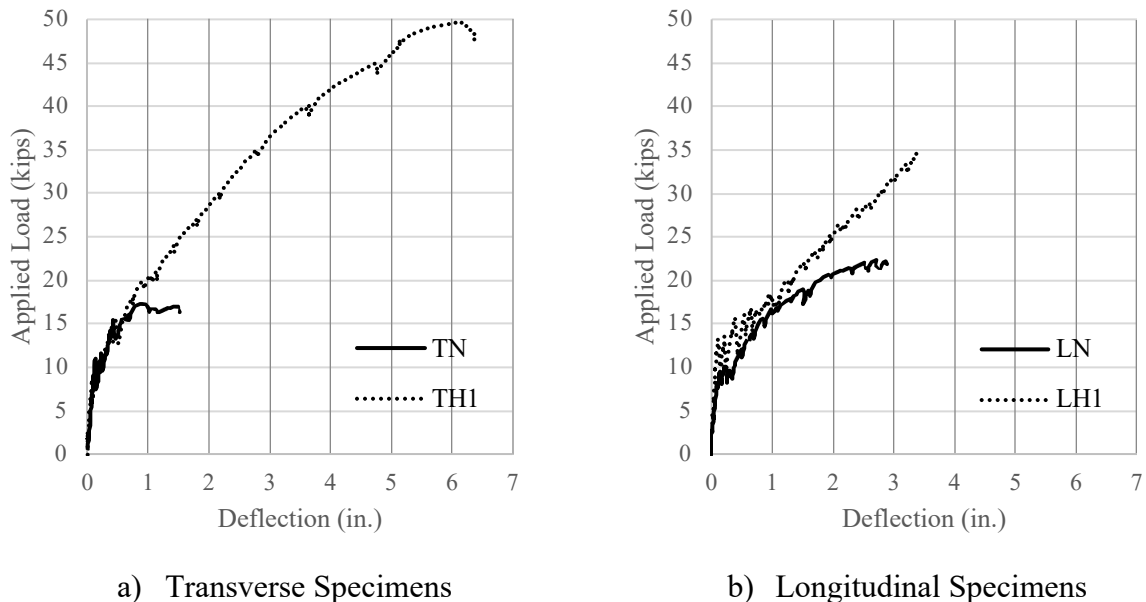 50
45
40
35
30
25
20
15
10
5
0
Applied Load (kips)
0 1 2 3 4 5 6 7
Deflection (in.)
TN
TH1
a) Transverse Specimens
50
45
40
35
30
25
20
15
10
5
0
Applied Load (kips)
0 1 2 3 4 5 6 7
Deflection (in.)
LN
LH1
b) Longitudinal Specimens